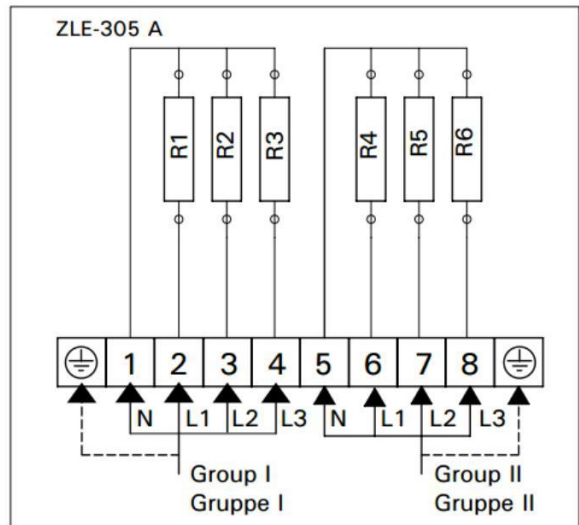 ZLE-305 A
R1 R2 R3 R4 R5 R6
1 2 3 4 5 6 7 8
N L1 L2 L3 N L1 L2 L3
Group I Group II
Gruppe I Gruppe II